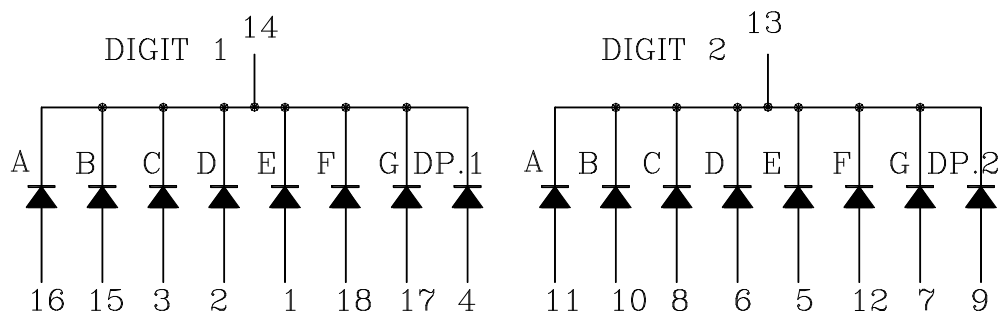 DIGIT 1 14 DIGIT 2 13
A B C D E F G DP.1 A B C D E F G DP.2
16 15 3 2 1 18 17 4 11 10 8 6 5 12 7 9